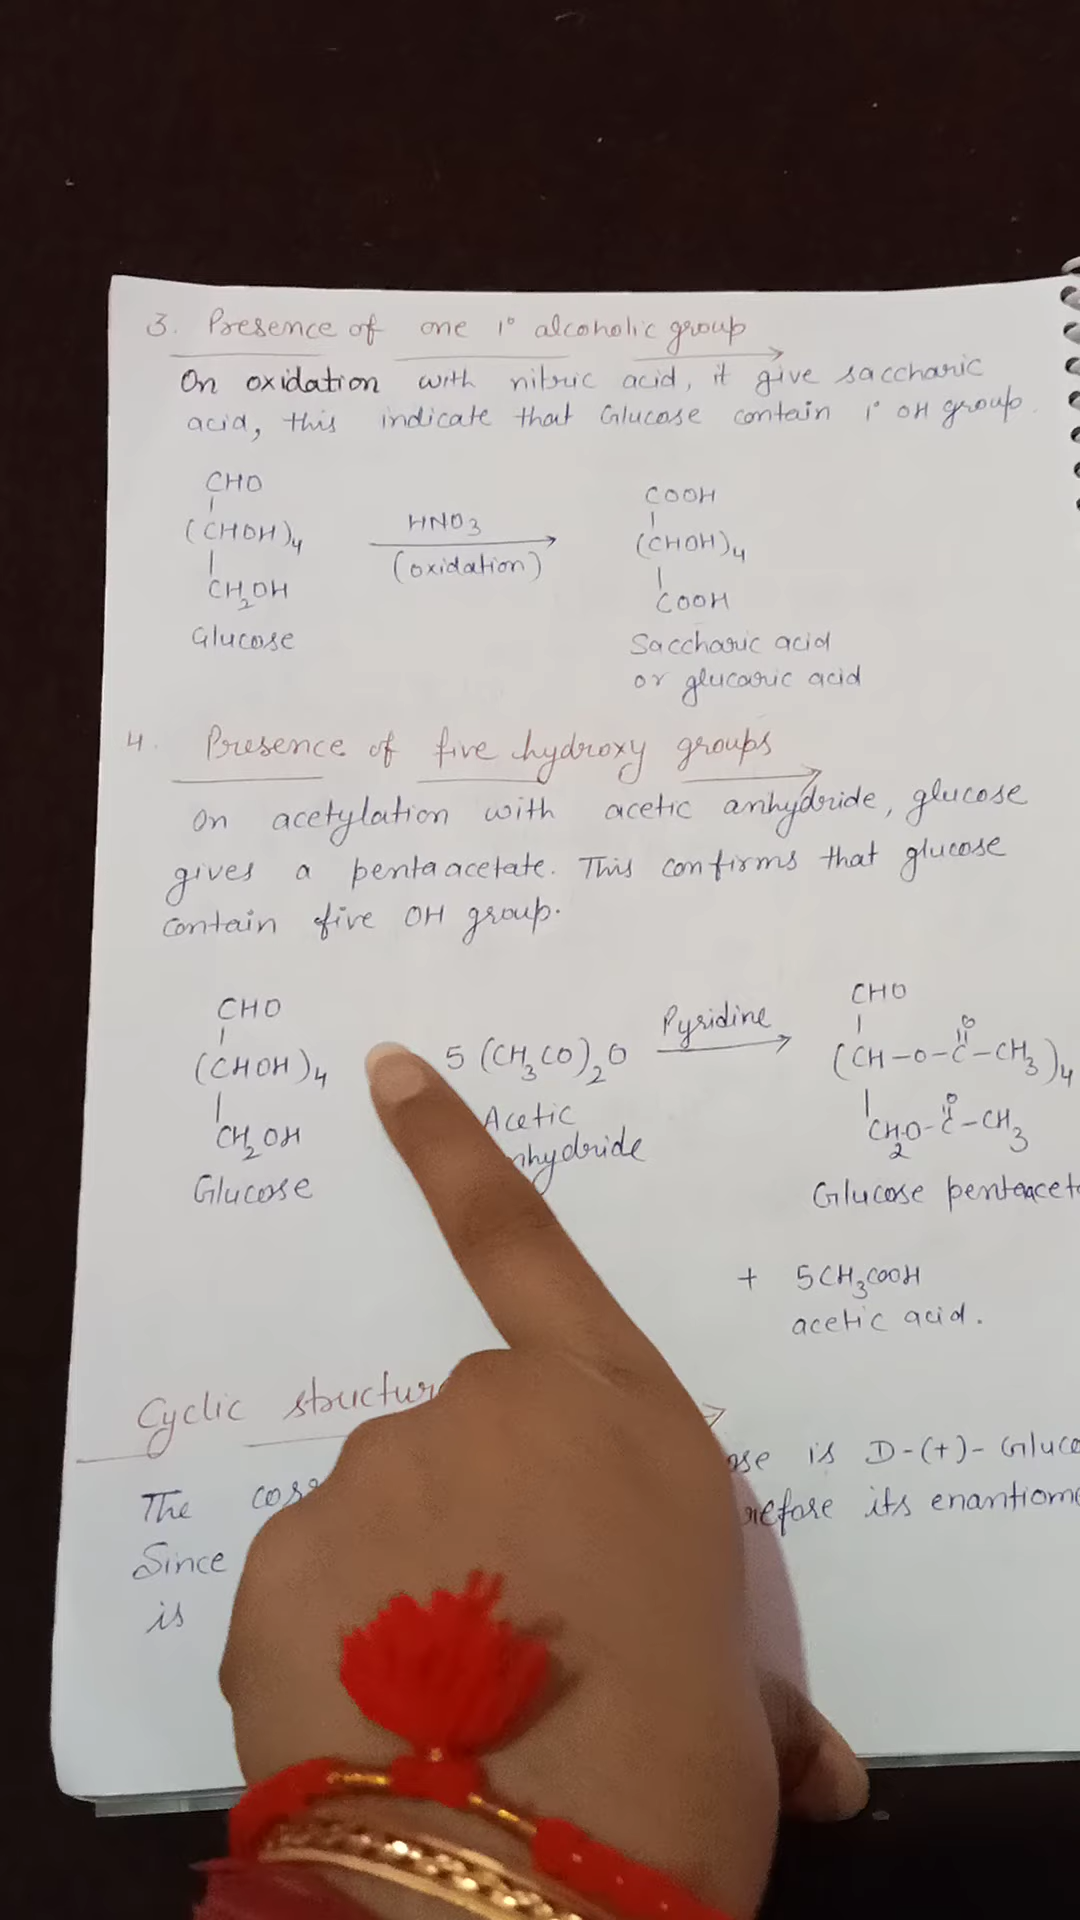 3. Presence of one 1° alcoholic group
On oxidation with nitric acid, it give saccharic
acid, this indicate that Glucose contain 1° OH group.
CHO
|
(CHOH)4
|
CH2OH
Glucose
HNO3
(oxidation)
COOH
|
(CHOH)4
|
COOH
Saccharic acid
or glucaric acid
4. Presence of five hydroxy groups
On acetylation with acetic anhydride, glucose
gives a pentaacetate. This confirms that glucose
contain five OH group.
CHO
|
(CHOH)4
|
CH2OH
Glucose
5 (CH3CO)2O
Acetic
nhydride
Pyridine
CHO
|
(CH-O-C-CH3)4
O
||
|
CH2O-C-CH3
O
||
Glucose pentaacet
+ 5CH3COOH
acetic acid.
Cyclic structur
The ose is D-(+)- Gluco
Since refore its enantiome
is